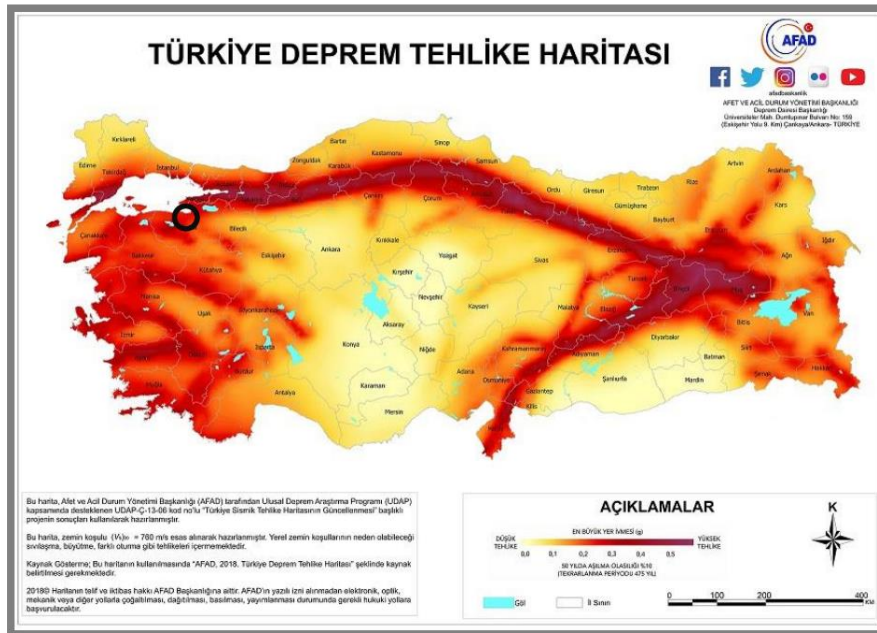 TÜRKİYE DEPREM TEHLİKE HARİTASI
AFAD
afadbaskanlik
AFET VE ACİL DURUM YÖNETİMİ BAŞKANLIĞI
Deprem Dairesi Başkanlığı
Üniversiteler Mah. Dumlupınar Bulvarı No: 159
(Eskişehir Yolu 9. Km) Çankaya/Ankara- TÜRKİYE
Kırklareli
Edirne
Tekirdağ
İstanbul
Zonguldak
Bartın
Karabük
Kastamonu
Sinop
Samsun
Ordu
Giresun
Trabzon
Rize
Artvin
Ardahan
Kars
Gümüşhane
Bayburt
Iğdır
Ağrı
Çanakkale
Balıkesir
Bilecik
Eskişehir
Kütahya
Ankara
Çankırı
Çorum
Kırıkkale
Yozgat
Sivas
Tunceli
Kırşehir
Nevşehir
Kayseri
Malatya
Elazığ
Bitlis
Van
Manisa
Uşak
Afyonkarahisar
Aksaray
Konya
Niğde
Kahramanmaraş
Adıyaman
Diyarbakır
Batman
Siirt
Şırnak
Hakkari
İzmir
Isparta
Burdur
Muğla
Antalya
Karaman
Mersin
Adana
Osmaniye
Gaziantep
Kilis
Şanlıurfa
Mardin
Bu harita, Afet ve Acil Durum Yönetimi Başkanlığı (AFAD) tarafından Ulusal Deprem Araştırma Programı (UDAP)
kapsamında desteklenen UDAP-Ç-13-06 kod no'lu "Türkiye Sismik Tehlike Haritasının Güncellenmesi" başlıklı
projenin sonuçları kullanılarak hazırlanmıştır.
Bu harita, zemin koşulu (Vs)30 = 760 m/s esas alınarak hazırlanmıştır. Yerel zemin koşullarının neden olabileceği
sıvılaşma, büyütme, farklı oturma gibi tehlikeleri içermemektedir.
Kaynak Gösterme; Bu haritanın kullanılmasında "AFAD, 2018. Türkiye Deprem Tehlike Haritası" şeklinde kaynak
belirtilmesi gerekmektedir.
2018© Haritanın telif ve iktibas hakkı AFAD Başkanlığına aittir. AFAD'ın yazılı izni alınmadan elektronik, optik,
mekanik veya diğer yollarla çoğaltılması, dağıtılması, basılması, yayımlanması durumunda gerekli hukuki yollara
başvurulacaktır.
AÇIKLAMALAR
EN BÜYÜK YER İVMESİ (g)
DÜŞÜK
TEHLİKE
YÜKSEK
TEHLİKE
0,0 0,1 0,2 0,3 0,4 0,5
50 YILDA AŞILMA OLASILIĞI %10
(TEKRARLANMA PERİYODU 475 YIL)
Göl
İl Sınırı
K
0 50 100 200 300 400
KM